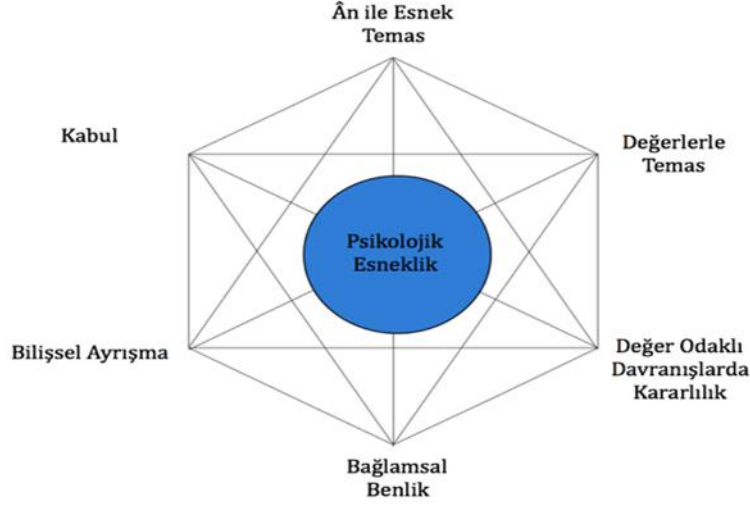 Ân ile Esnek
Temas
Kabul
Değerlerle
Temas
Psikolojik
Esneklik
Bilişsel Ayrışma
Değer Odaklı
Davranışlarda
Kararlılık
Bağlamsal
Benlik